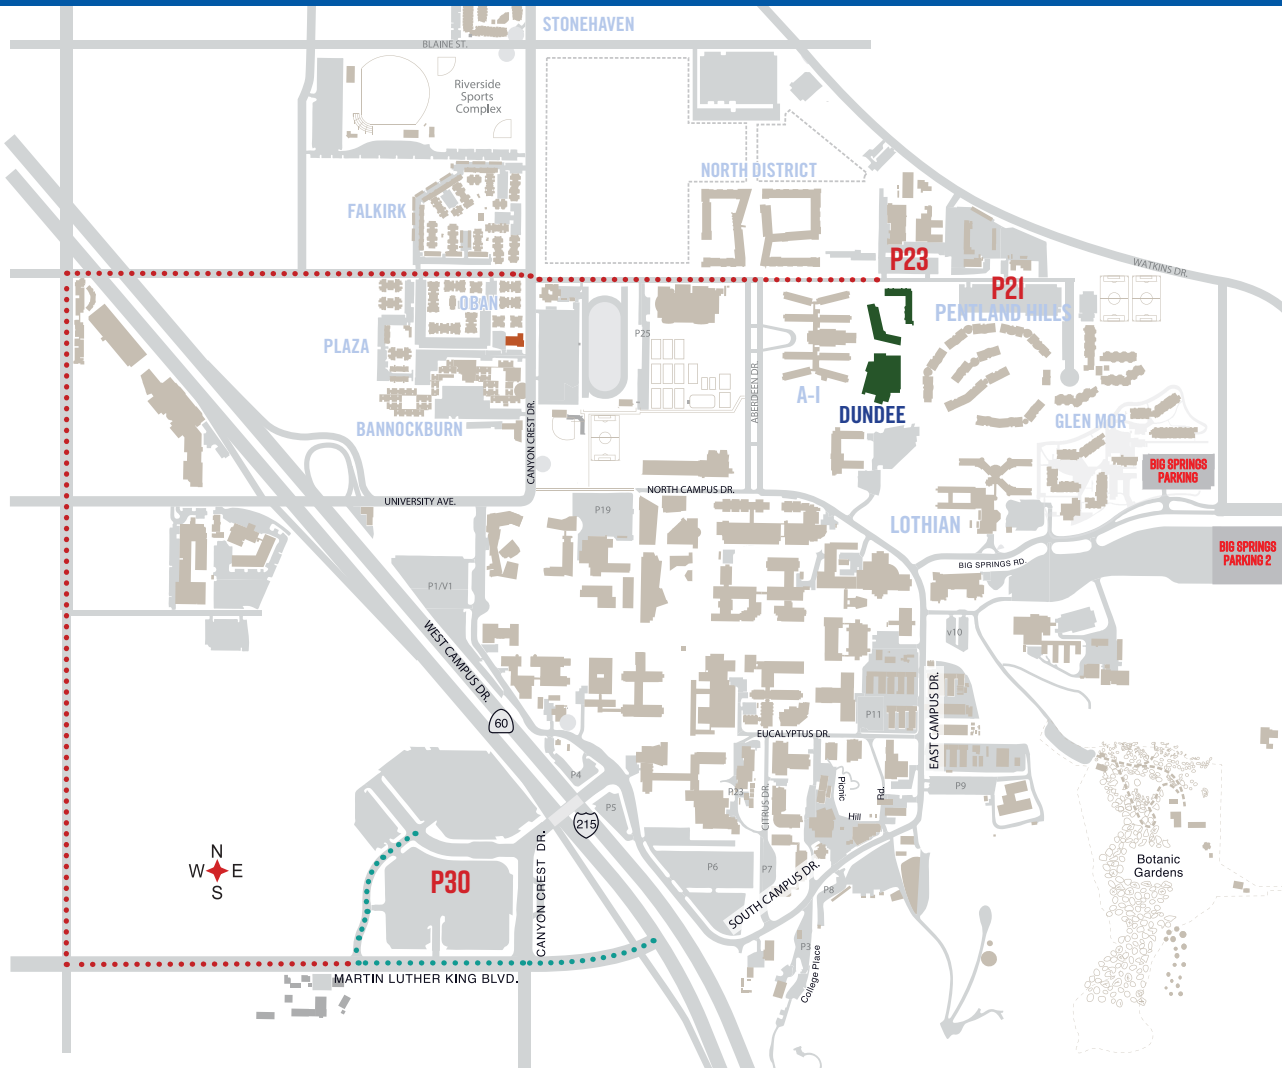 STONEHAVEN
BLAINE ST.
Riverside
Sports
Complex
NORTH DISTRICT
FALKIRK
P23
WATKINS DR.
P21
OBAN
PENTLAND HILLS
P25
PLAZA
ABERDEEN DR.
A-I
DUNDEE
CANYON CREST DR.
BANNOCKBURN
GLEN MOR
BIG SPRINGS
PARKING
NORTH CAMPUS DR.
UNIVERSITY AVE.
P19
LOTHIAN
BIG SPRINGS
PARKING 2
BIG SPRINGS RD.
P1/V1
WEST CAMPUS DR.
V10
EAST CAMPUS DR.
60
P11
EUCALYPTUS DR.
P4
P5
P23
CITRUS DR.
Picnic
Hill
Rd.
P9
215
N
W E
S
P30
CANYON CREST DR.
P6
P7
SOUTH CAMPUS DR.
P8
Botanic
Gardens
P3
College Place
MARTIN LUTHER KING BLVD.